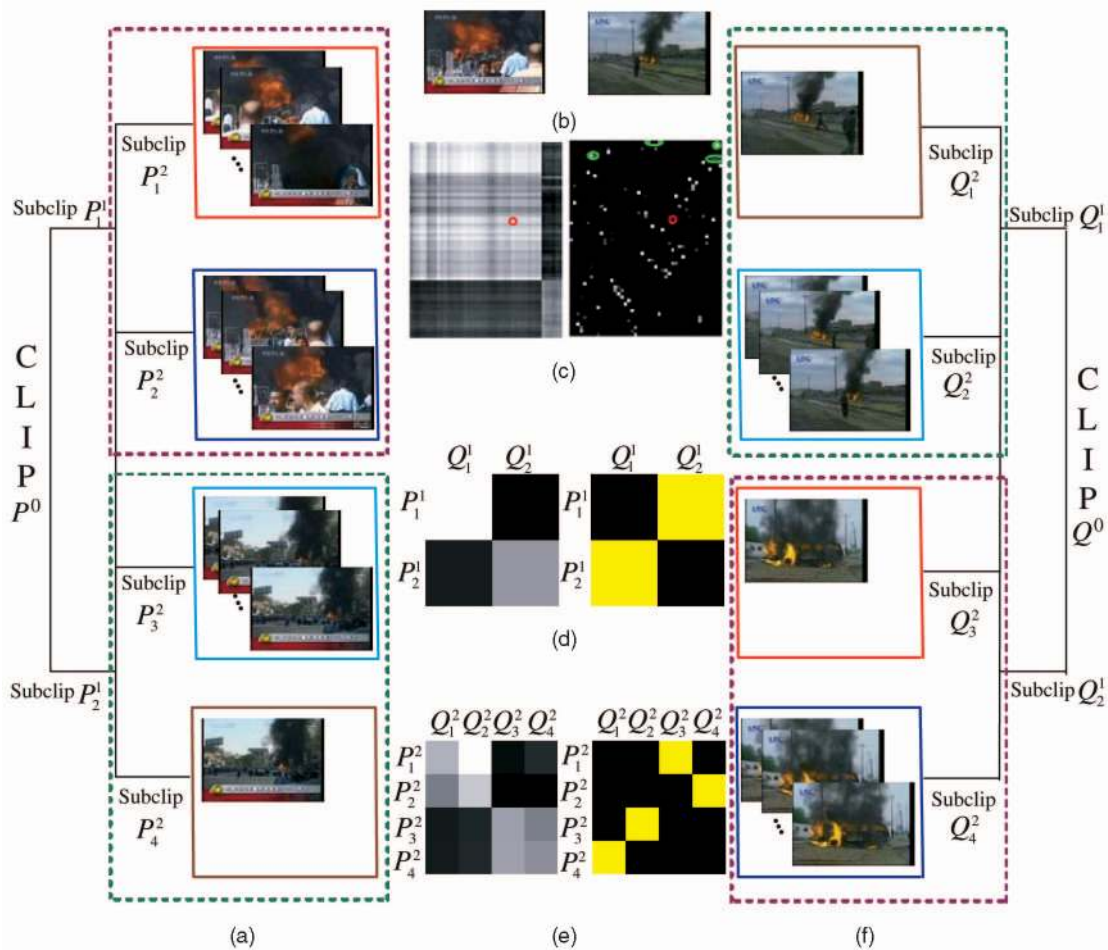 Subclip
P_1^2
Subclip P_1^1
Subclip
P_2^2
C
L
I
P
P^0
Subclip
P_3^2
Subclip P_2^1
Subclip
P_4^2
(a)
(b)
(c)
Q_1^1 Q_2^1 Q_1^1 Q_2^1
P_1^1 P_1^1
P_2^1 P_2^1
(d)
Q_1^2 Q_2^2 Q_3^2 Q_4^2 Q_1^2 Q_2^2 Q_3^2 Q_4^2
P_1^2 P_1^2
P_2^2 P_2^2
P_3^2 P_3^2
P_4^2 P_4^2
(e)
LPG
Subclip
Q_1^2
Subclip Q_1^1
Subclip
Q_2^2
C
L
I
P
Q^0
Subclip
Q_3^2
Subclip Q_2^1
Subclip
Q_4^2
(f)